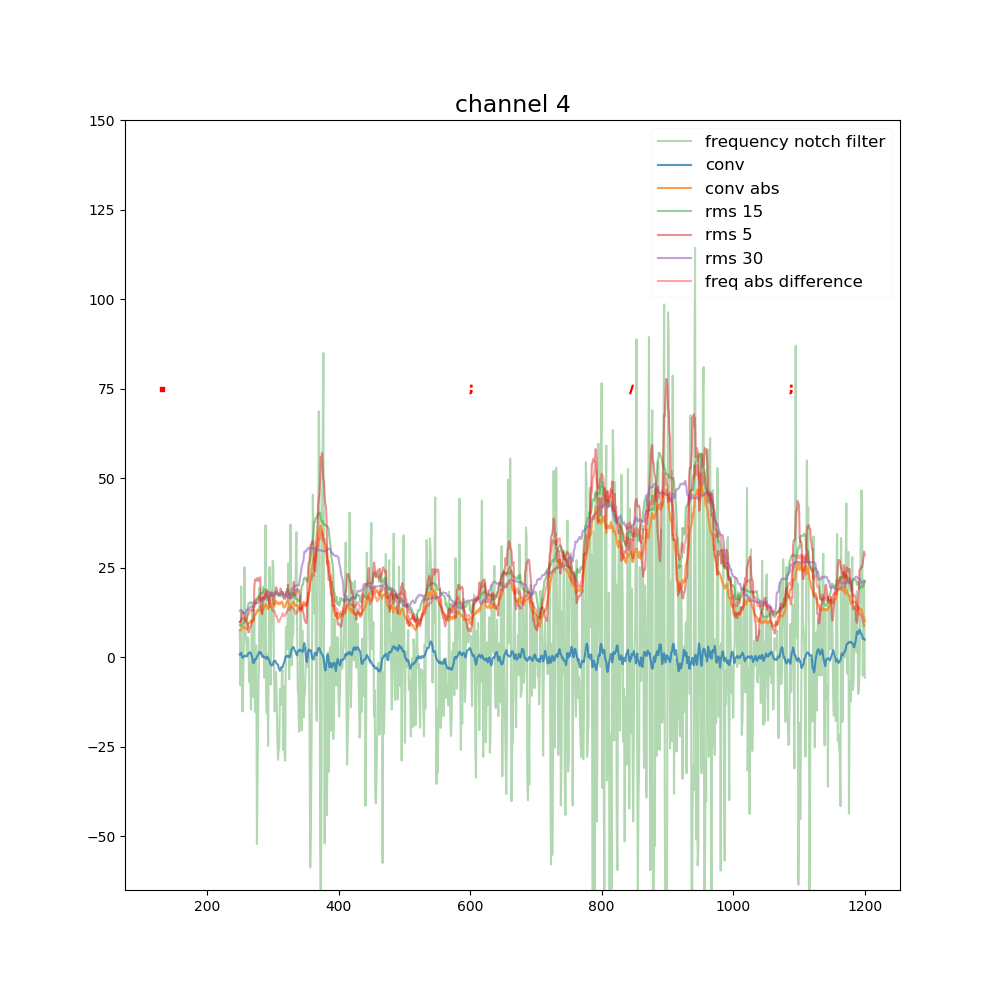 channel 4
150
125
100
75
50
25
0
−25
−50
frequency notch filter
conv
conv abs
rms 15
rms 5
rms 30
freq abs difference
. ; / ;
200 400 600 800 1000 1200